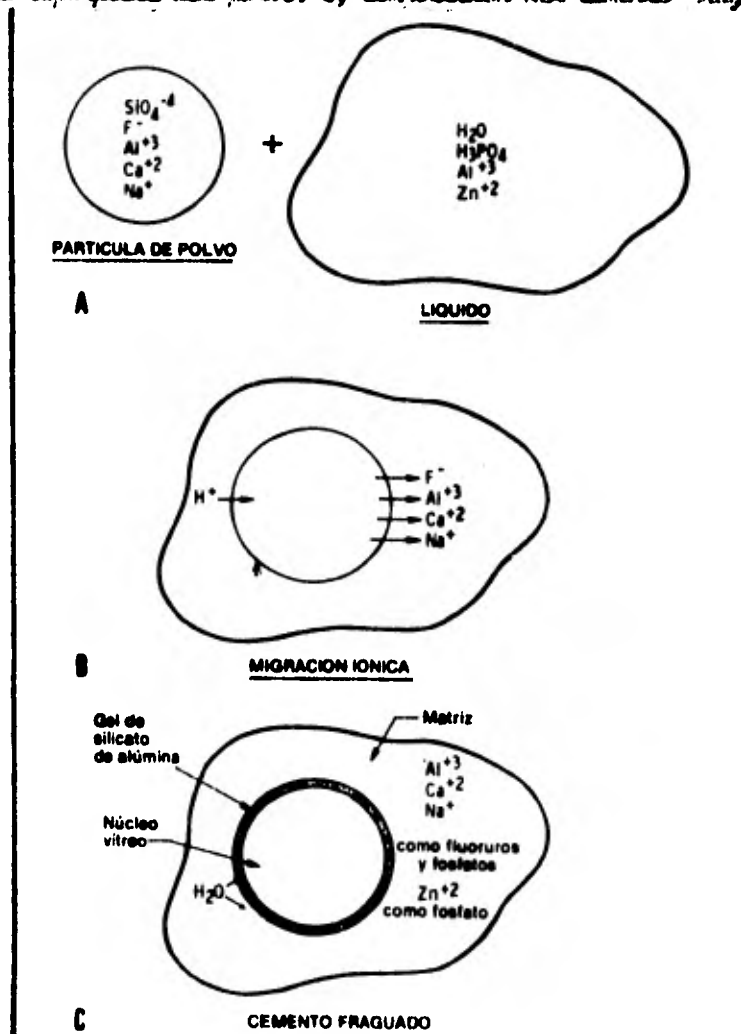 SiO4-4
F-
Al+3
Ca+2
Na+
+
H2O
H3PO4
Al+3
Zn+2
PARTICULA DE POLVO
LIQUIDO
A
H+
F-
Al+3
Ca+2
Na+
B
MIGRACION IONICA
Gel de
silicato
de alúmina
Matriz
Al+3
Ca+2
Na+
Núcleo
vítreo
como fluoruros
y fosfatos
H2O
Zn+2
como fosfato
C
CEMENTO FRAGUADO